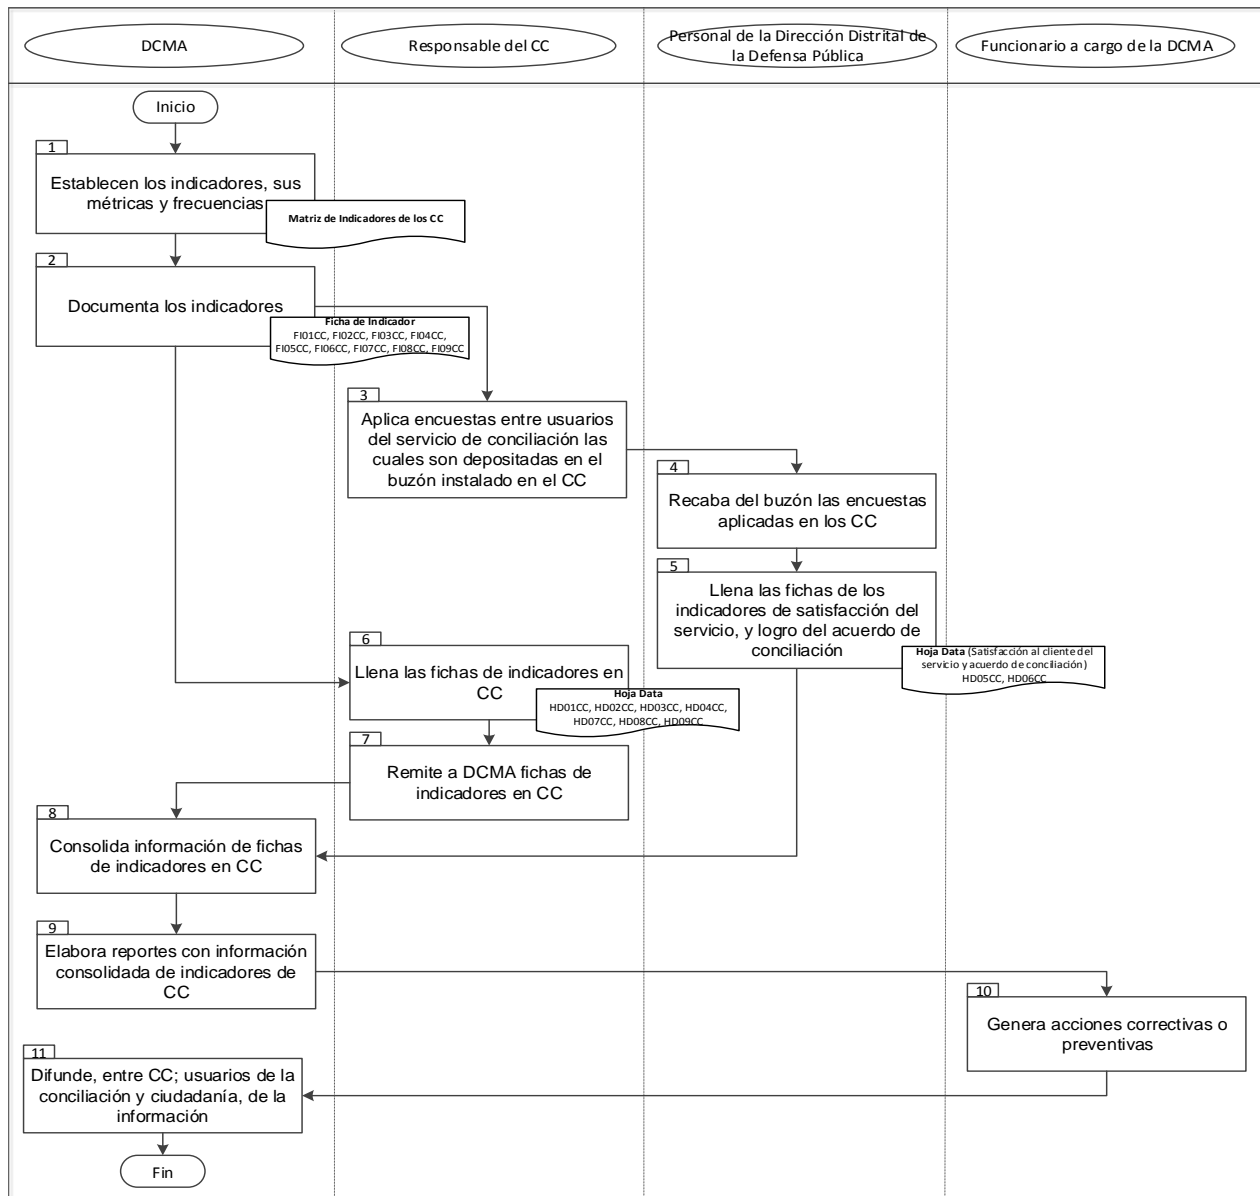 DCMA
Responsable del CC
Personal de la Dirección Distrital de
la Defensa Pública
Funcionario a cargo de la DCMA
Inicio
1
Establecen los indicadores, sus
métricas y frecuencias
Matriz de Indicadores de los CC
2
Documenta los indicadores
Ficha de Indicador
FI01CC, FI02CC, FI03CC, FI04CC,
FI05CC, FI06CC, FI07CC, FI08CC, FI09CC
3
Aplica encuestas entre usuarios
del servicio de conciliación las
cuales son depositadas en el
buzón instalado en el CC
4
Recaba del buzón las encuestas
aplicadas en los CC
5
Llena las fichas de los
indicadores de satisfacción del
servicio, y logro del acuerdo de
conciliación
Hoja Data (Satisfacción al cliente del
servicio y acuerdo de conciliación)
HD05CC, HD06CC
6
Llena las fichas de indicadores en
CC
Hoja Data
HD01CC, HD02CC, HD03CC, HD04CC,
HD07CC, HD08CC, HD09CC
7
Remite a DCMA fichas de
indicadores en CC
8
Consolida información de fichas
de indicadores en CC
9
Elabora reportes con información
consolidada de indicadores de
CC
10
Genera acciones correctivas o
preventivas
11
Difunde, entre CC; usuarios de la
conciliación y ciudadanía, de la
información
Fin